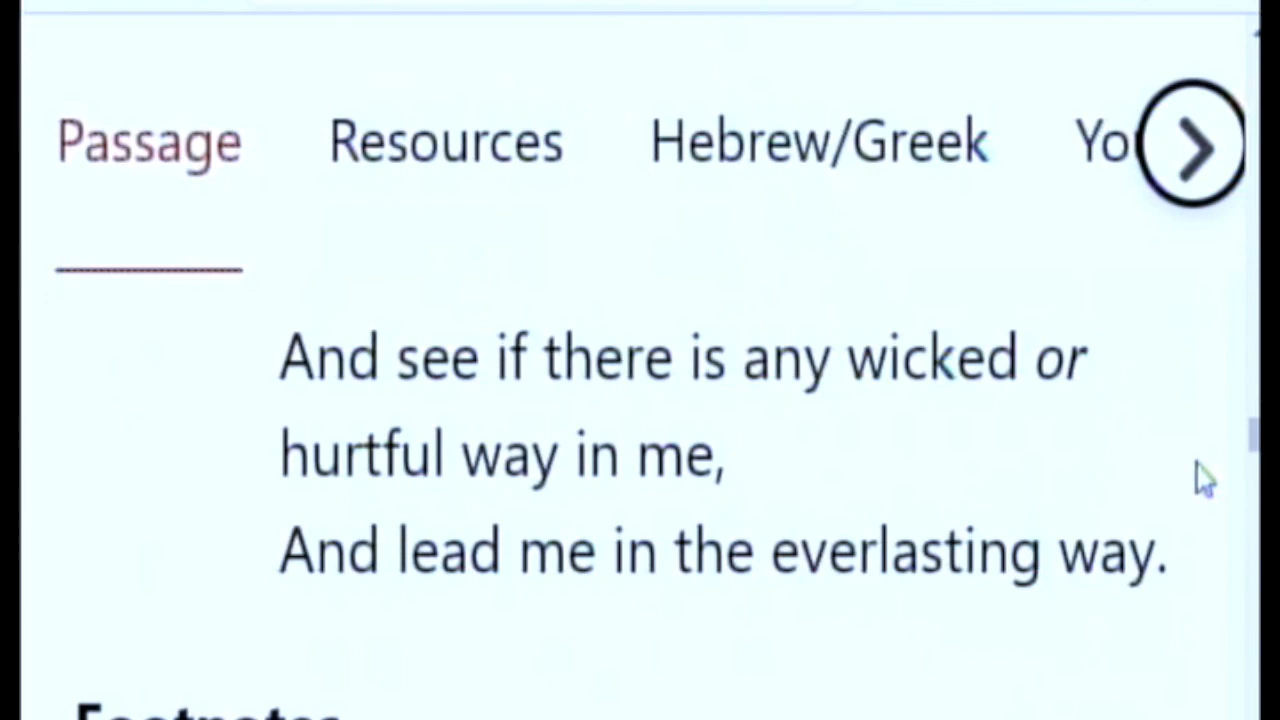 Passage Resources Hebrew/Greek
And see if there is any wicked or
hurtful way in me,
And lead me in the everlasting way.
Footnotes